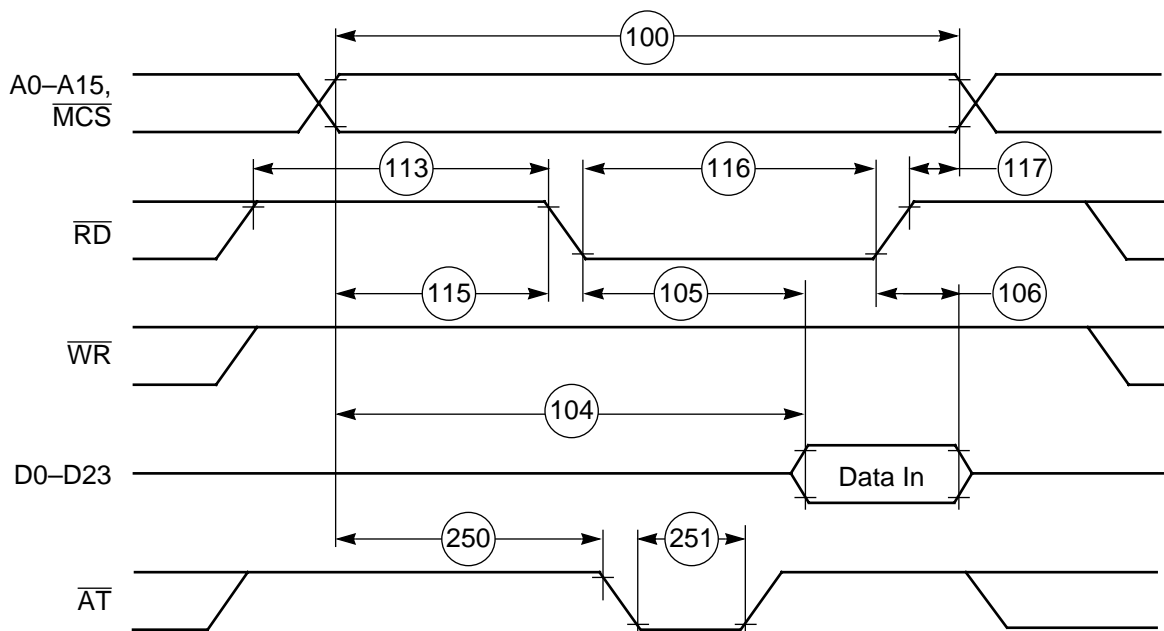 100
A0–A15,
MCS
113
116
117
RD
115
105
106
WR
104
D0–D23
Data In
250
251
AT